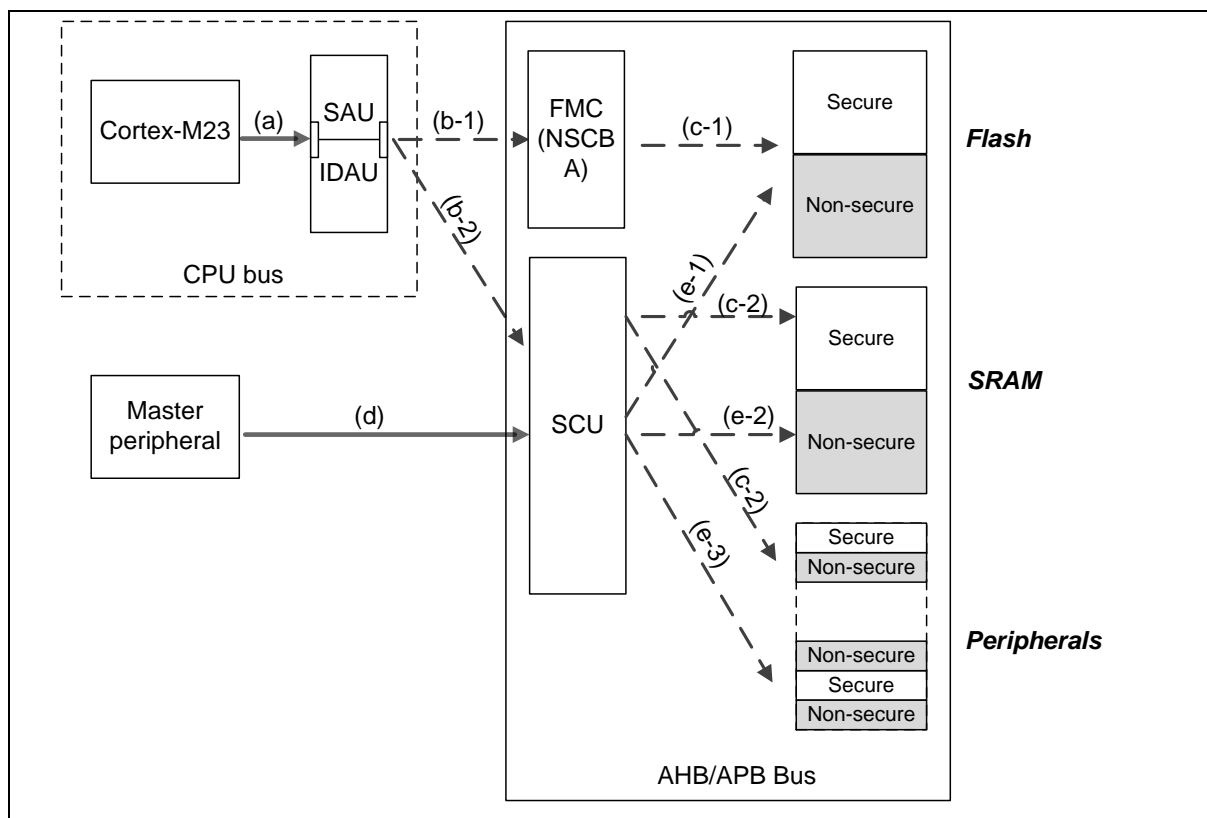 Cortex-M23
(a)
SAU
IDAU
CPU bus
(b-1)
(b-2)
FMC
(NSCB
A)
(c-1)
Secure
Non-secure
Flash
(e-1)
(c-2)
Secure
Non-secure
SRAM
Master
peripheral
(d)
SCU
(e-2)
(c-2)
(e-3)
Secure
Non-secure
Non-secure
Secure
Non-secure
Peripherals
AHB/APB Bus